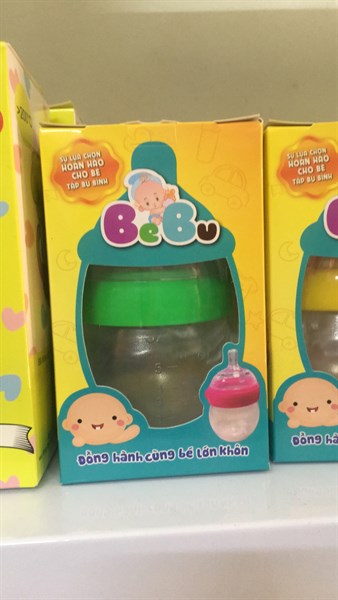 SỰ LỰA CHỌN
HOÀN HẢO
CHO BÉ
TẬP BÚ BÌNH
BéBu
Đồng hành cùng bé lớn khôn
SỰ LỰA CHỌN
HOÀN HẢO
CHO BÉ
TẬP BÚ BÌNH
Đồng hà